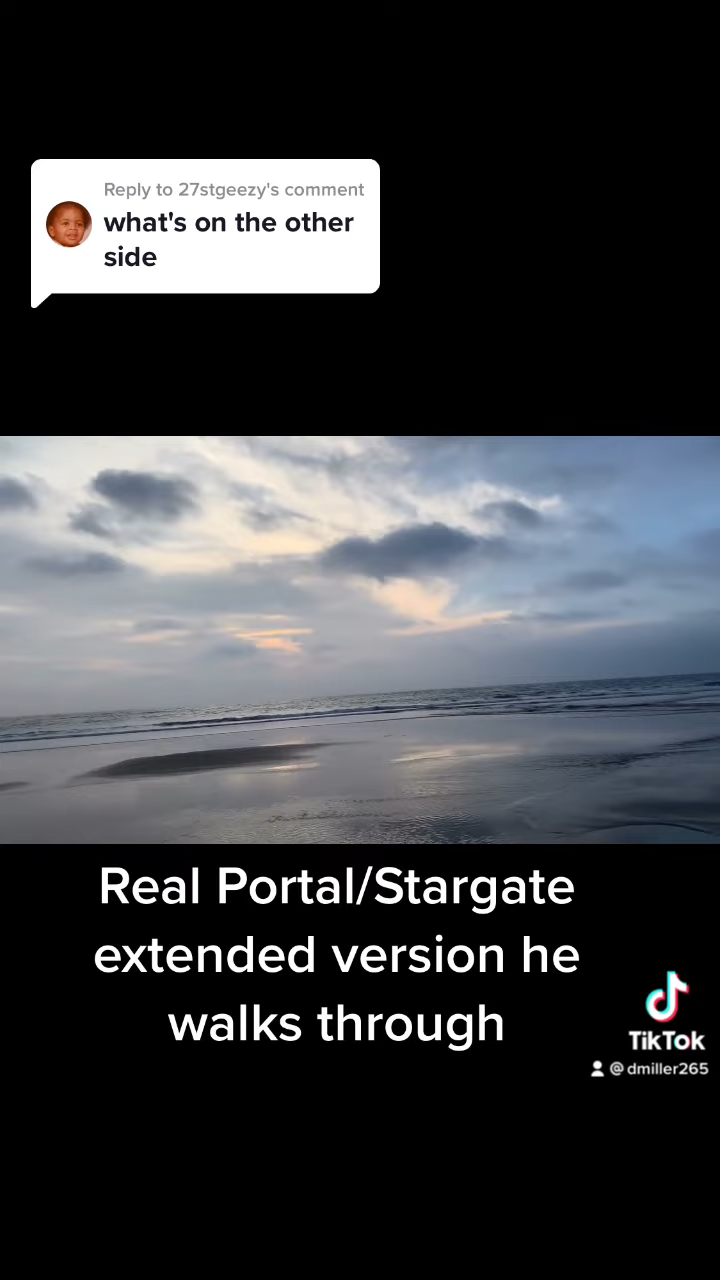 Reply to 27stgeezy's comment
what's on the other
side
Real Portal/Stargate
extended version he
walks through
TikTok
@dmiller265